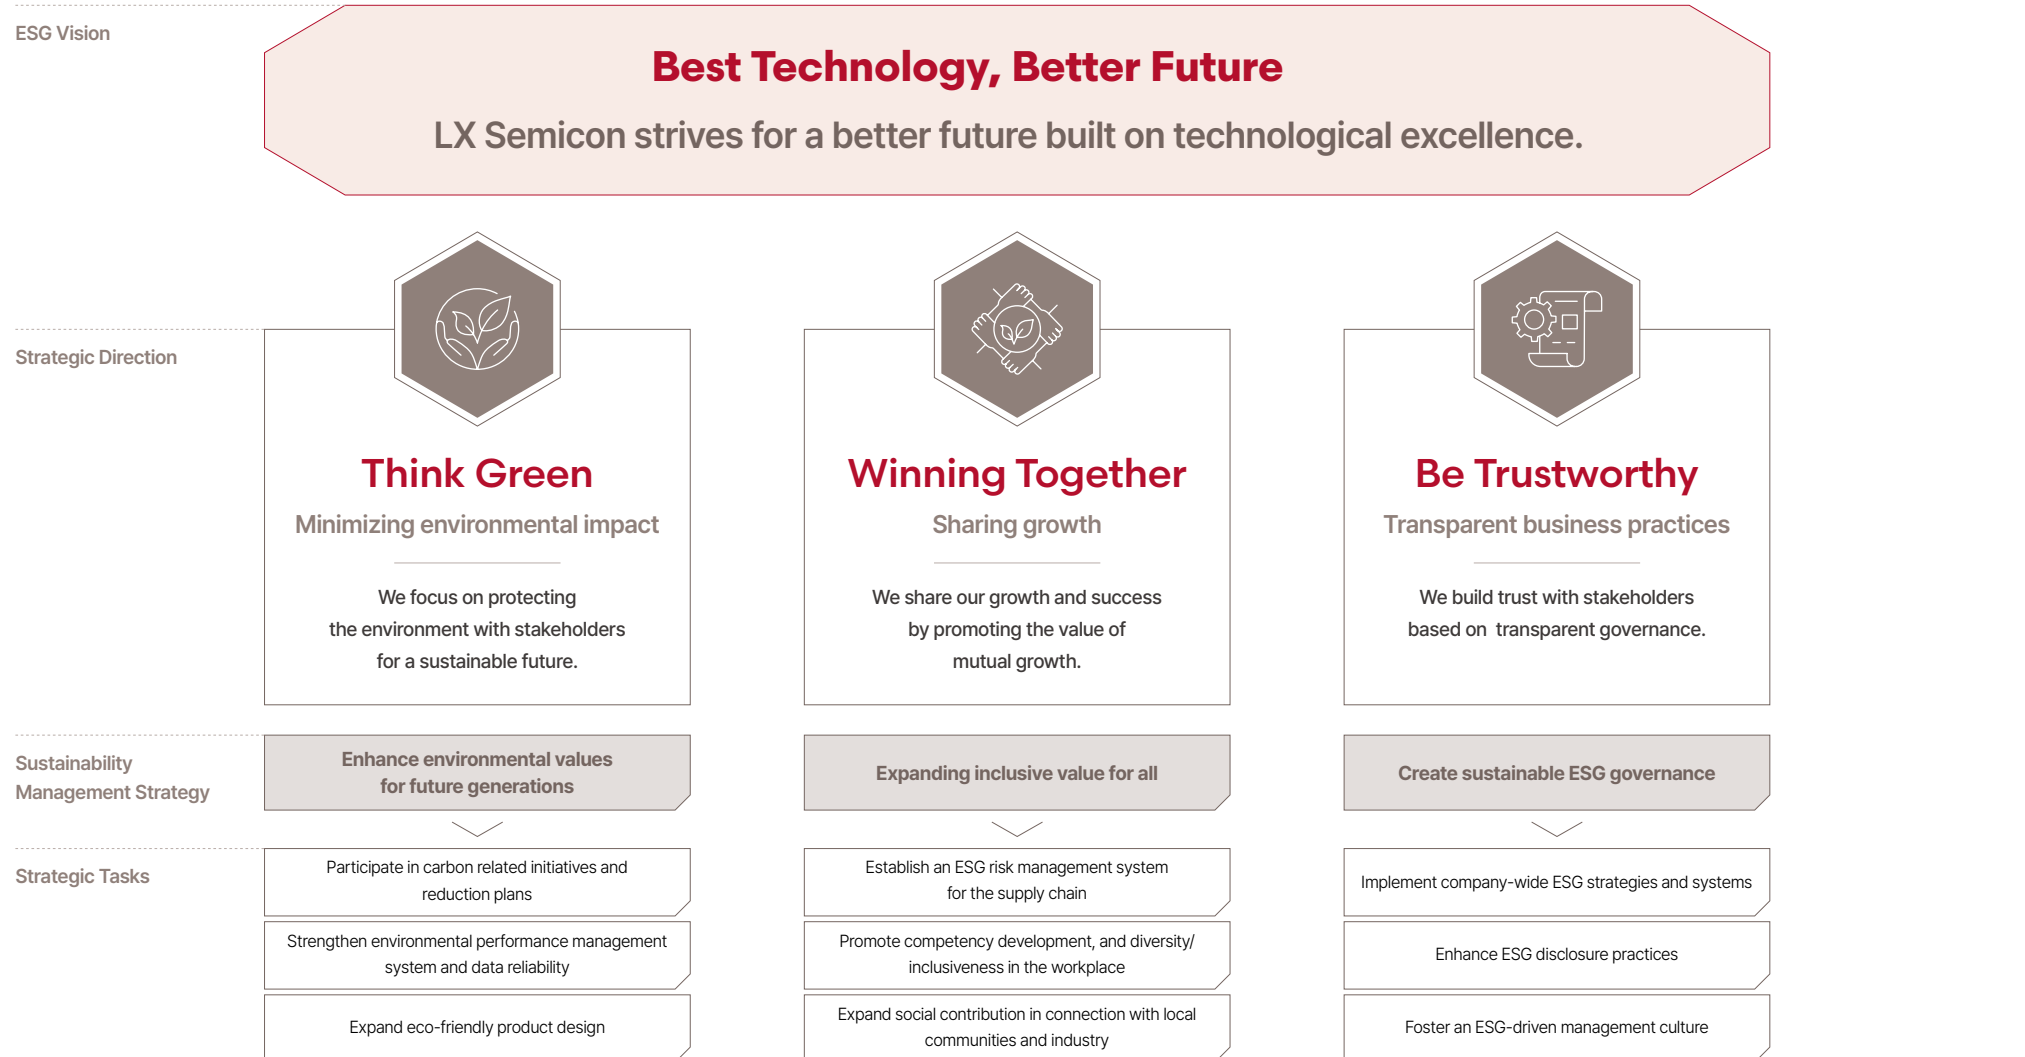 ESG Vision
Best Technology, Better Future
LX Semicon strives for a better future built on technological excellence.
Strategic Direction
Think Green
Minimizing environmental impact
We focus on protecting
the environment with stakeholders
for a sustainable future.
Winning Together
Sharing growth
We share our growth and success
by promoting the value of
mutual growth.
Be Trustworthy
Transparent business practices
We build trust with stakeholders
based on transparent governance.
Sustainability
Management Strategy
Enhance environmental values
for future generations
Expanding inclusive value for all
Create sustainable ESG governance
Strategic Tasks
Participate in carbon related initiatives and
reduction plans
Strengthen environmental performance management
system and data reliability
Expand eco-friendly product design
Establish an ESG risk management system
for the supply chain
Promote competency development, and diversity/
inclusiveness in the workplace
Expand social contribution in connection with local
communities and industry
Implement company-wide ESG strategies and systems
Enhance ESG disclosure practices
Foster an ESG-driven management culture